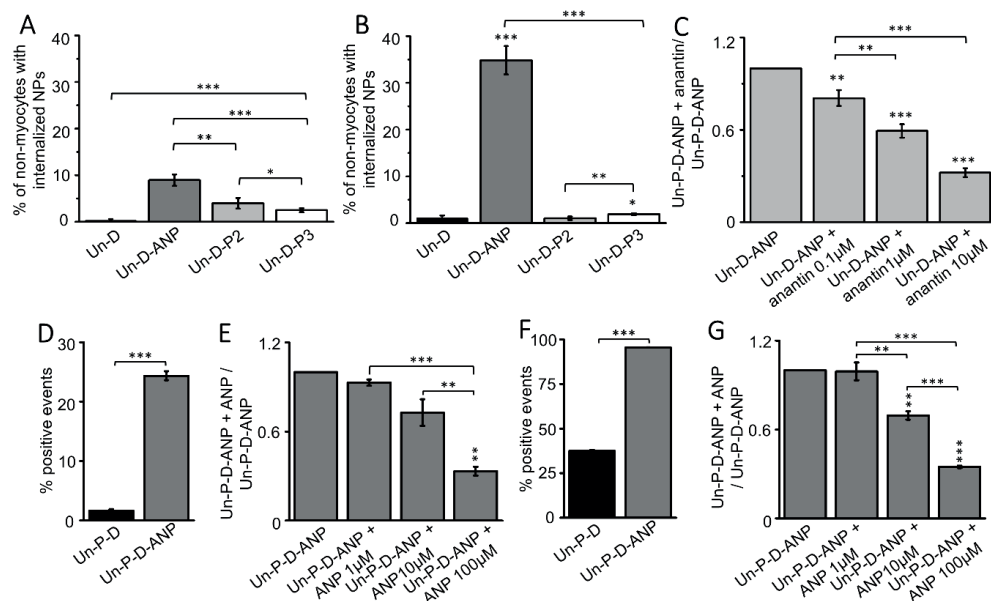 A
% of non-myocytes with
internalized NPs
40
30
20
10
0
***
***
**
*
Un-D
Un-D-ANP
Un-D-P2
Un-D-P3
B
% of non-myocytes with
internalized NPs
40
30
20
10
0
***
***
**
*
Un-D
Un-D-ANP
Un-D-P2
Un-D-P3
C
Un-P-D-ANP + anantin/
Un-P-D-ANP
1.2
0.6
0
***
**
**
***
***
Un-D-ANP
Un-D-ANP +
anantin 0.1μM
Un-D-ANP +
anantin 1μM
Un-D-ANP +
anantin 10μM
D
% positive events
30
20
10
0
***
Un-P-D
Un-P-D-ANP
E
Un-P-D-ANP + ANP /
Un-P-D-ANP
1.2
0.6
0
***
**
**
Un-P-D-ANP
Un-P-D-ANP +
ANP 1μM
Un-P-D-ANP +
ANP10μM
Un-P-D-ANP +
ANP 100μM
F
% positive events
100
75
50
25
0
***
Un-P-D
Un-P-D-ANP
G
Un-P-D-ANP + ANP
/ Un-P-D-ANP
1.2
0.6
0
***
**
***
**
***
Un-P-D-ANP
Un-P-D-ANP +
ANP 1μM
Un-P-D-ANP +
ANP10μM
Un-P-D-ANP +
ANP 100μM